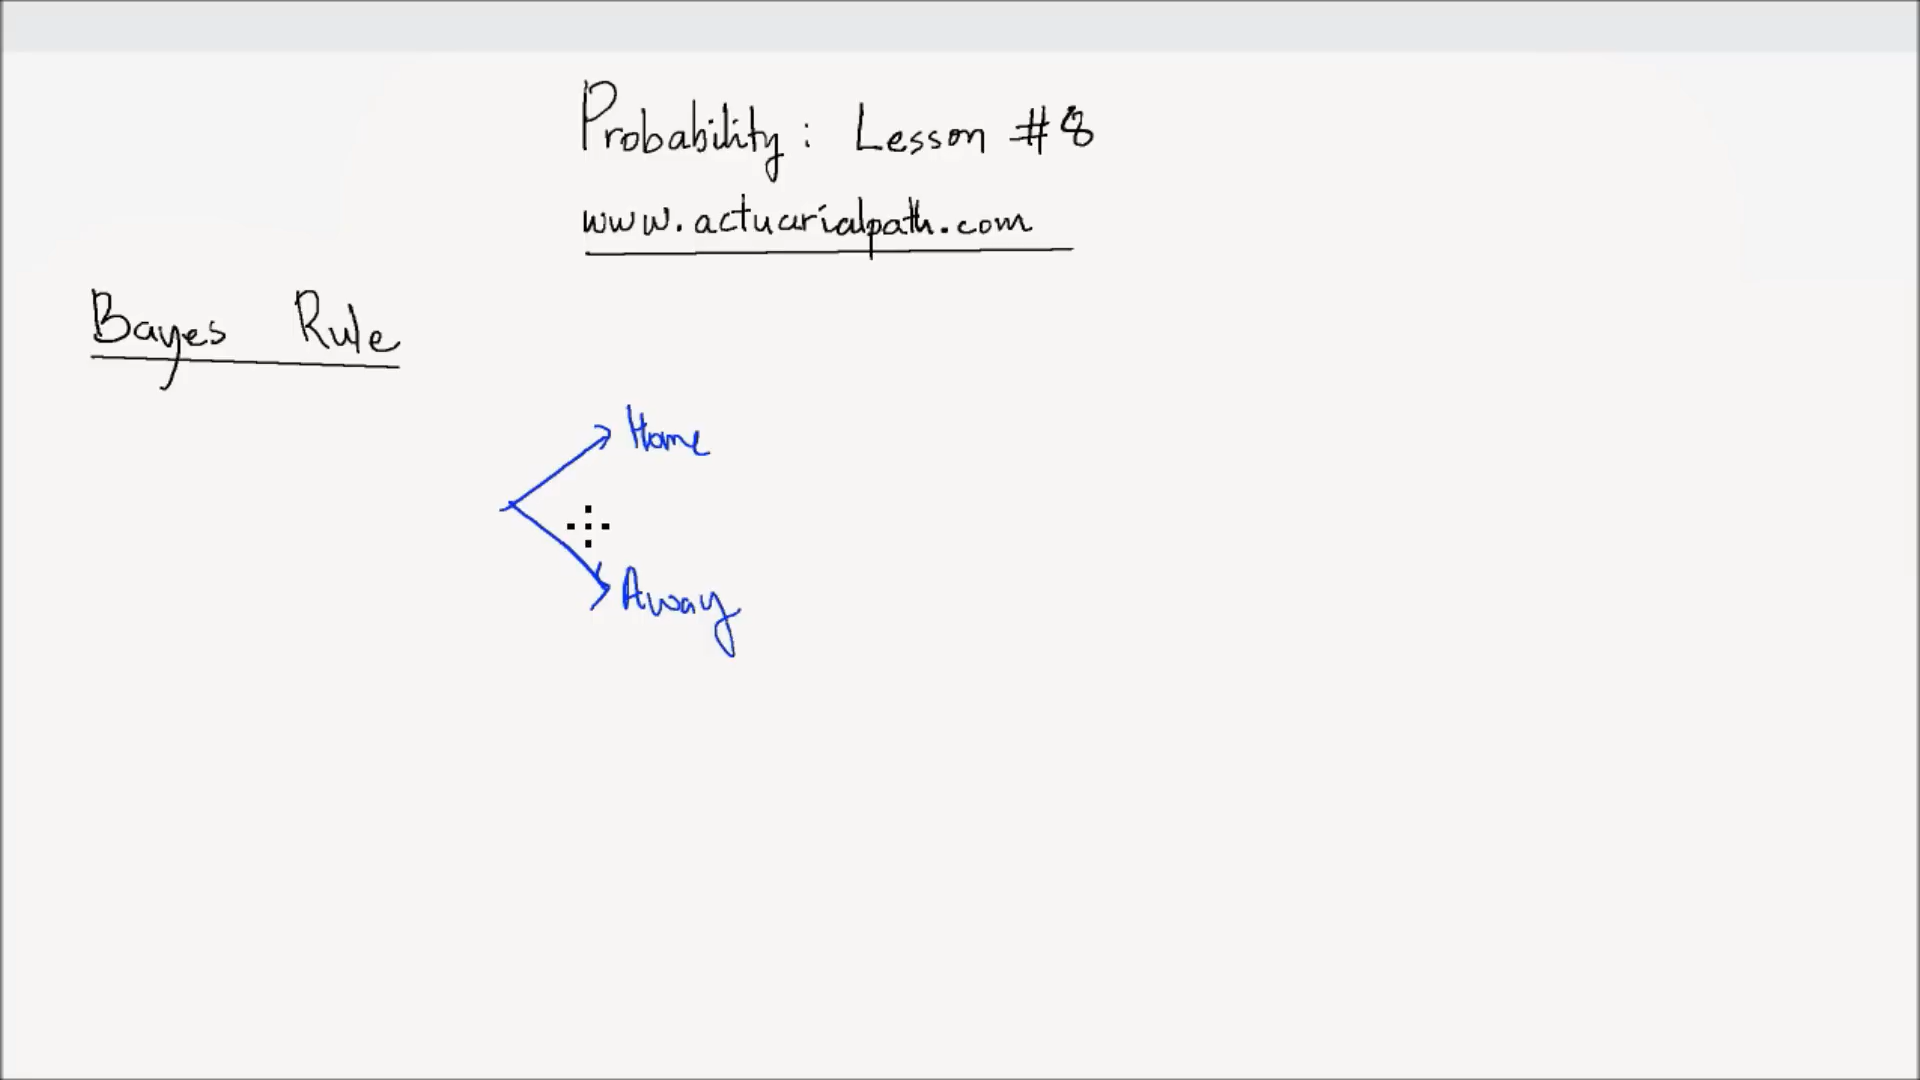 Probability: Lesson #8
www.actuarialpath.com
Bayes Rule
Home
Away